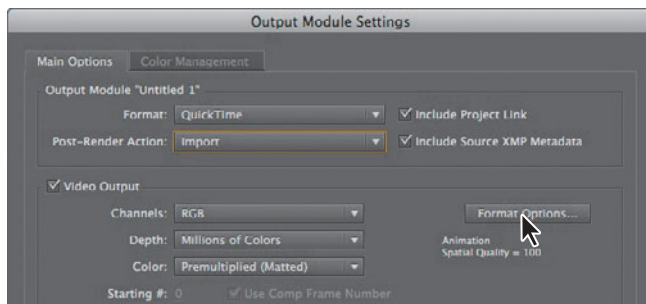 Output Module Settings
Main Options
Color Management
Output Module "Untitled 1"
Format: QuickTime
Include Project Link
Post-Render Action: Import
Include Source XMP Metadata
Video Output
Channels: RGB
Format Options...
Depth: Millions of Colors
Animation
Spatial Quality = 100
Color: Premultiplied (Matted)
Starting #: 0
Use Comp Frame Number